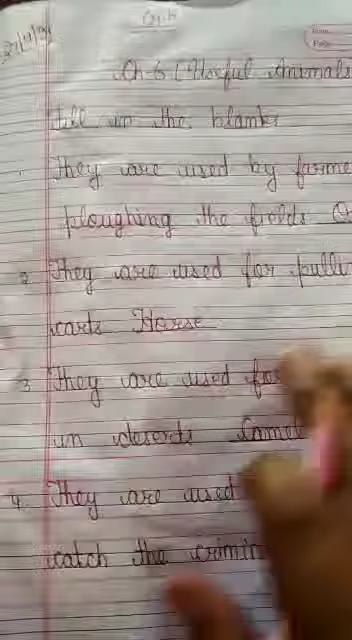 Ch-6 (Useful Animals
Fill in the blanks
1. They are used by farme
ploughing the fields
2. They are used for pulli
carts Horse
3. They are used for
in deserts Camel
4. They are used
catch the crimin